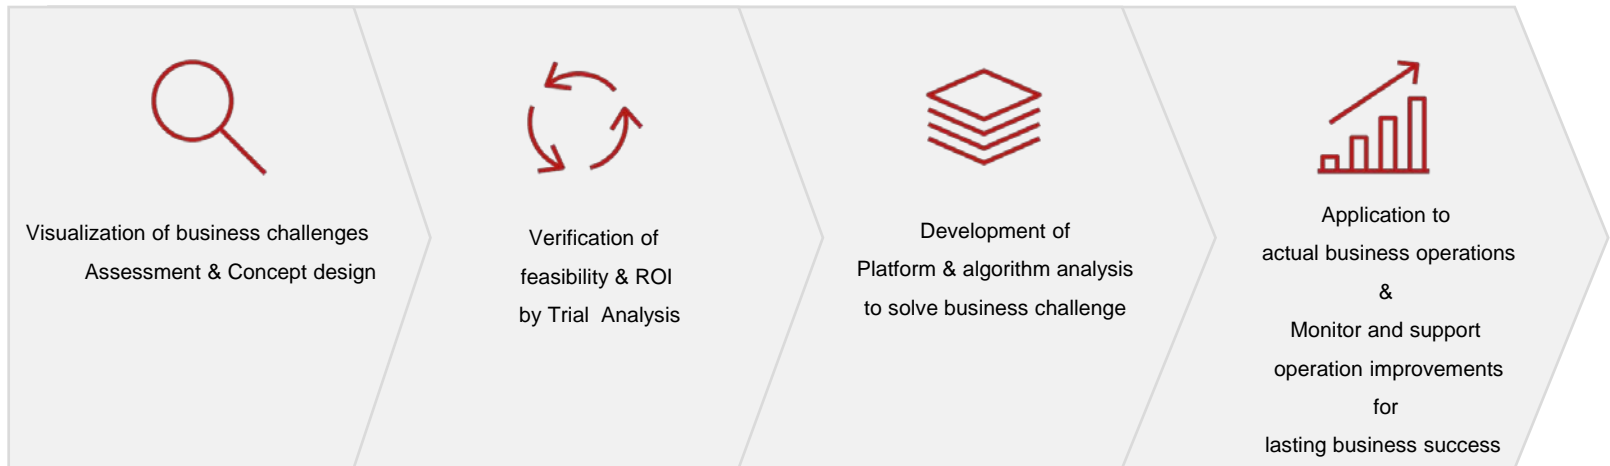 Visualization of business challenges
Assessment & Concept design
Verification of
feasibility & ROI
by Trial Analysis
Development of
Platform & algorithm analysis
to solve business challenge
Application to
actual business operations
&
Monitor and support
operation improvements
for
lasting business success